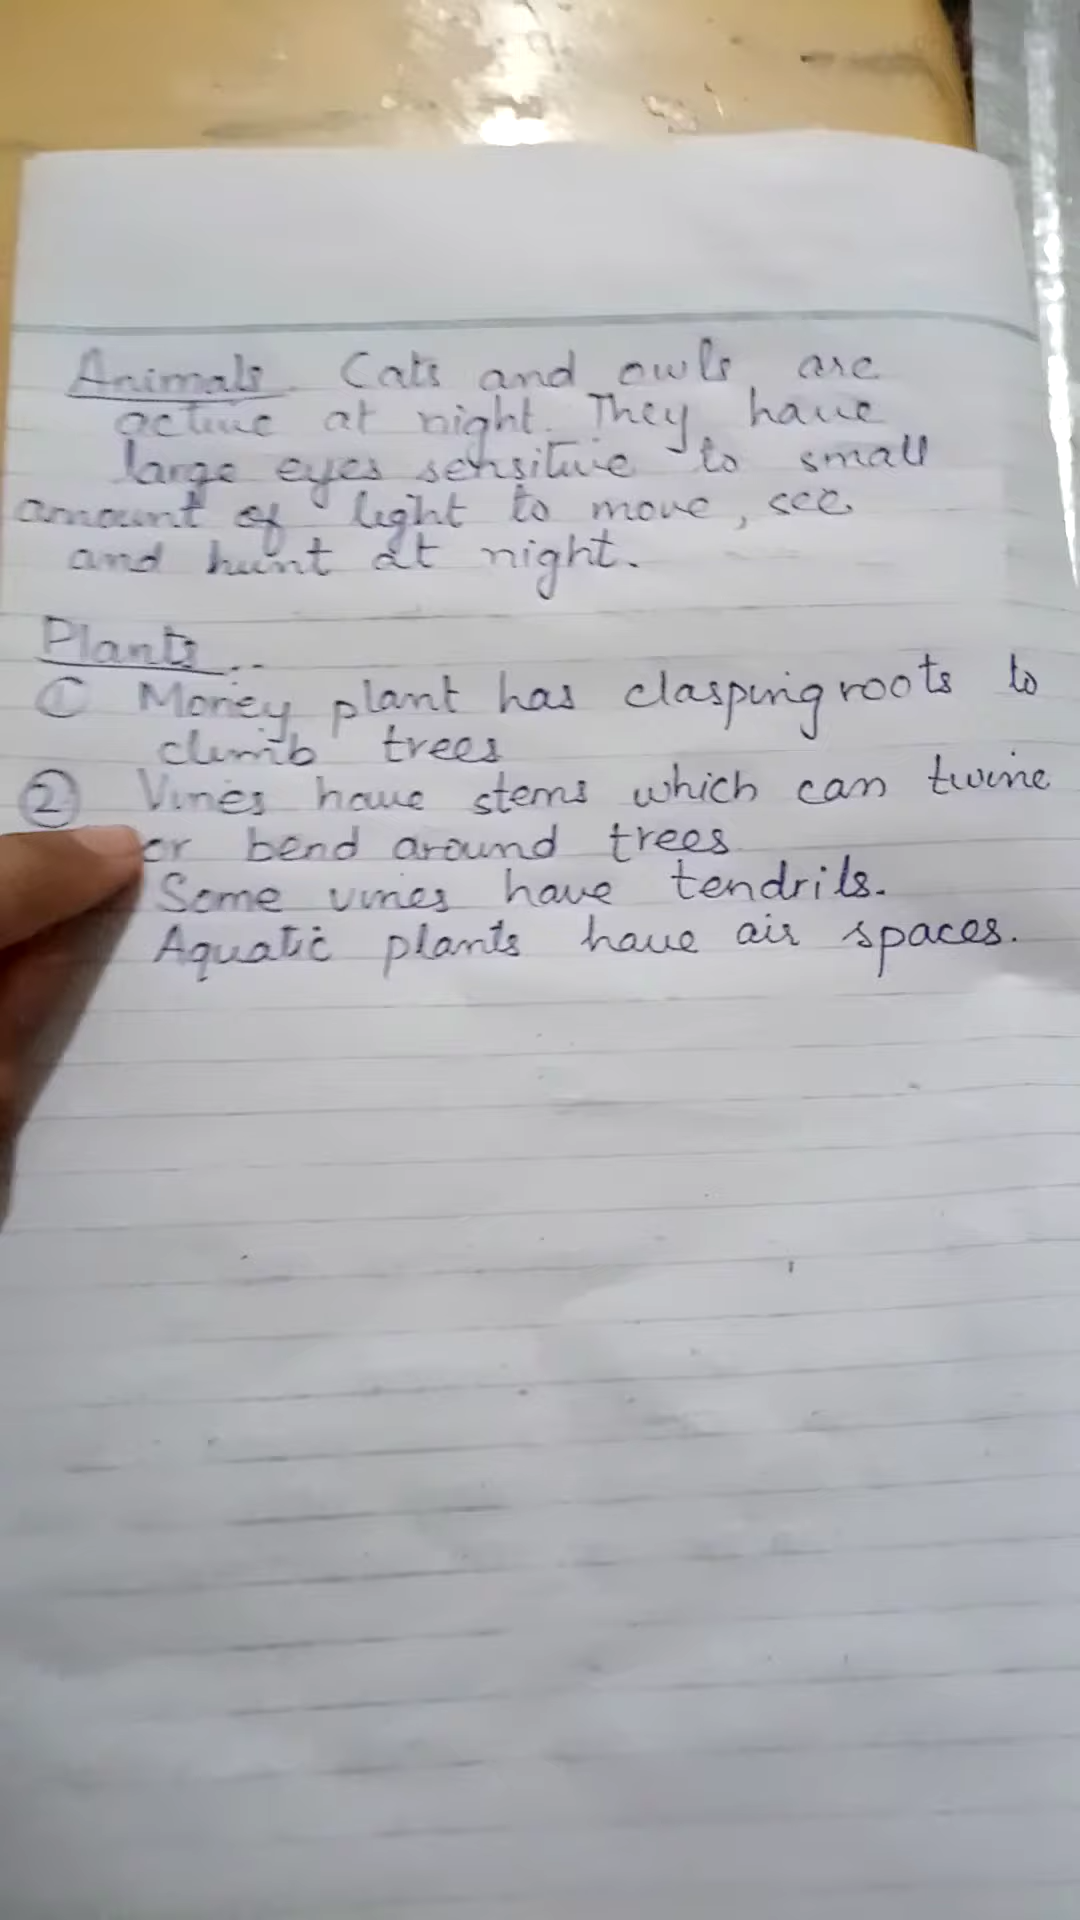 Animals. Cats and owls are
active at night. They have
large eyes sensitive to small
amount of light to move, see
and hunt at night.
Plants..
① Money plant has clasping roots to
climb trees
② Vines have stems which can twine
or bend around trees
Some vines have tendrils.
Aquatic plants have air spaces.